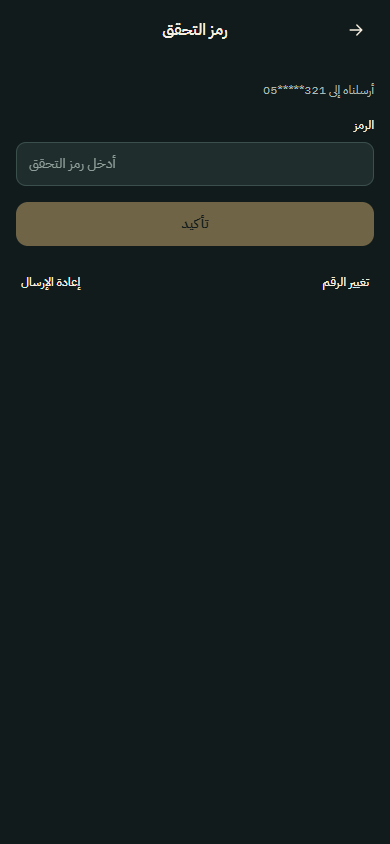 رمز التحقق
أرسلناه إلى 05*****321
الرمز
أدخل رمز التحقق
تأكيد
تغيير الرقم
إعادة الإرسال